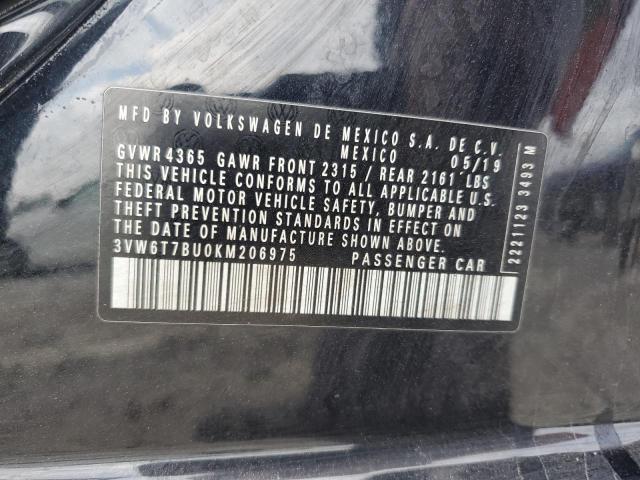 MFD BY VOLKSWAGEN DE MEXICO S.A. DE C.V.
MEXICO 05/19
GVWR 4365 GAWR FRONT 2315 / REAR 2161 LBS
THIS VEHICLE CONFORMS TO ALL APPLICABLE U.S.
FEDERAL MOTOR VEHICLE SAFETY, BUMPER AND
THEFT PREVENTION STANDARDS IN EFFECT ON
THE DATE OF MANUFACTURE SHOWN ABOVE.
3VW6T7BU0KM206975 PASSENGER CAR
2221123 3493 M